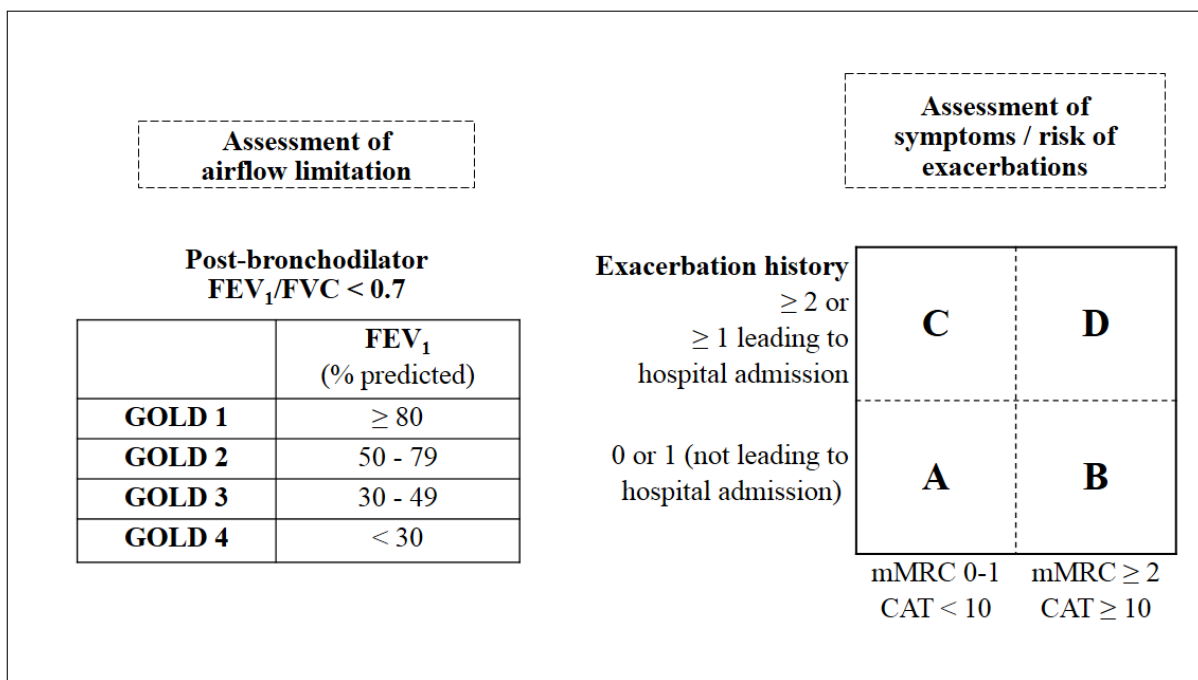 Assessment of
airflow limitation
Post-bronchodilator
FEV₁/FVC < 0.7
FEV₁
(% predicted)
GOLD 1 ≥ 80
GOLD 2 50 - 79
GOLD 3 30 - 49
GOLD 4 < 30
Assessment of
symptoms / risk of
exacerbations
Exacerbation history
≥ 2 or
≥ 1 leading to
hospital admission
C D
0 or 1 (not leading to
hospital admission)
A B
mMRC 0-1 mMRC ≥ 2
CAT < 10 CAT ≥ 10